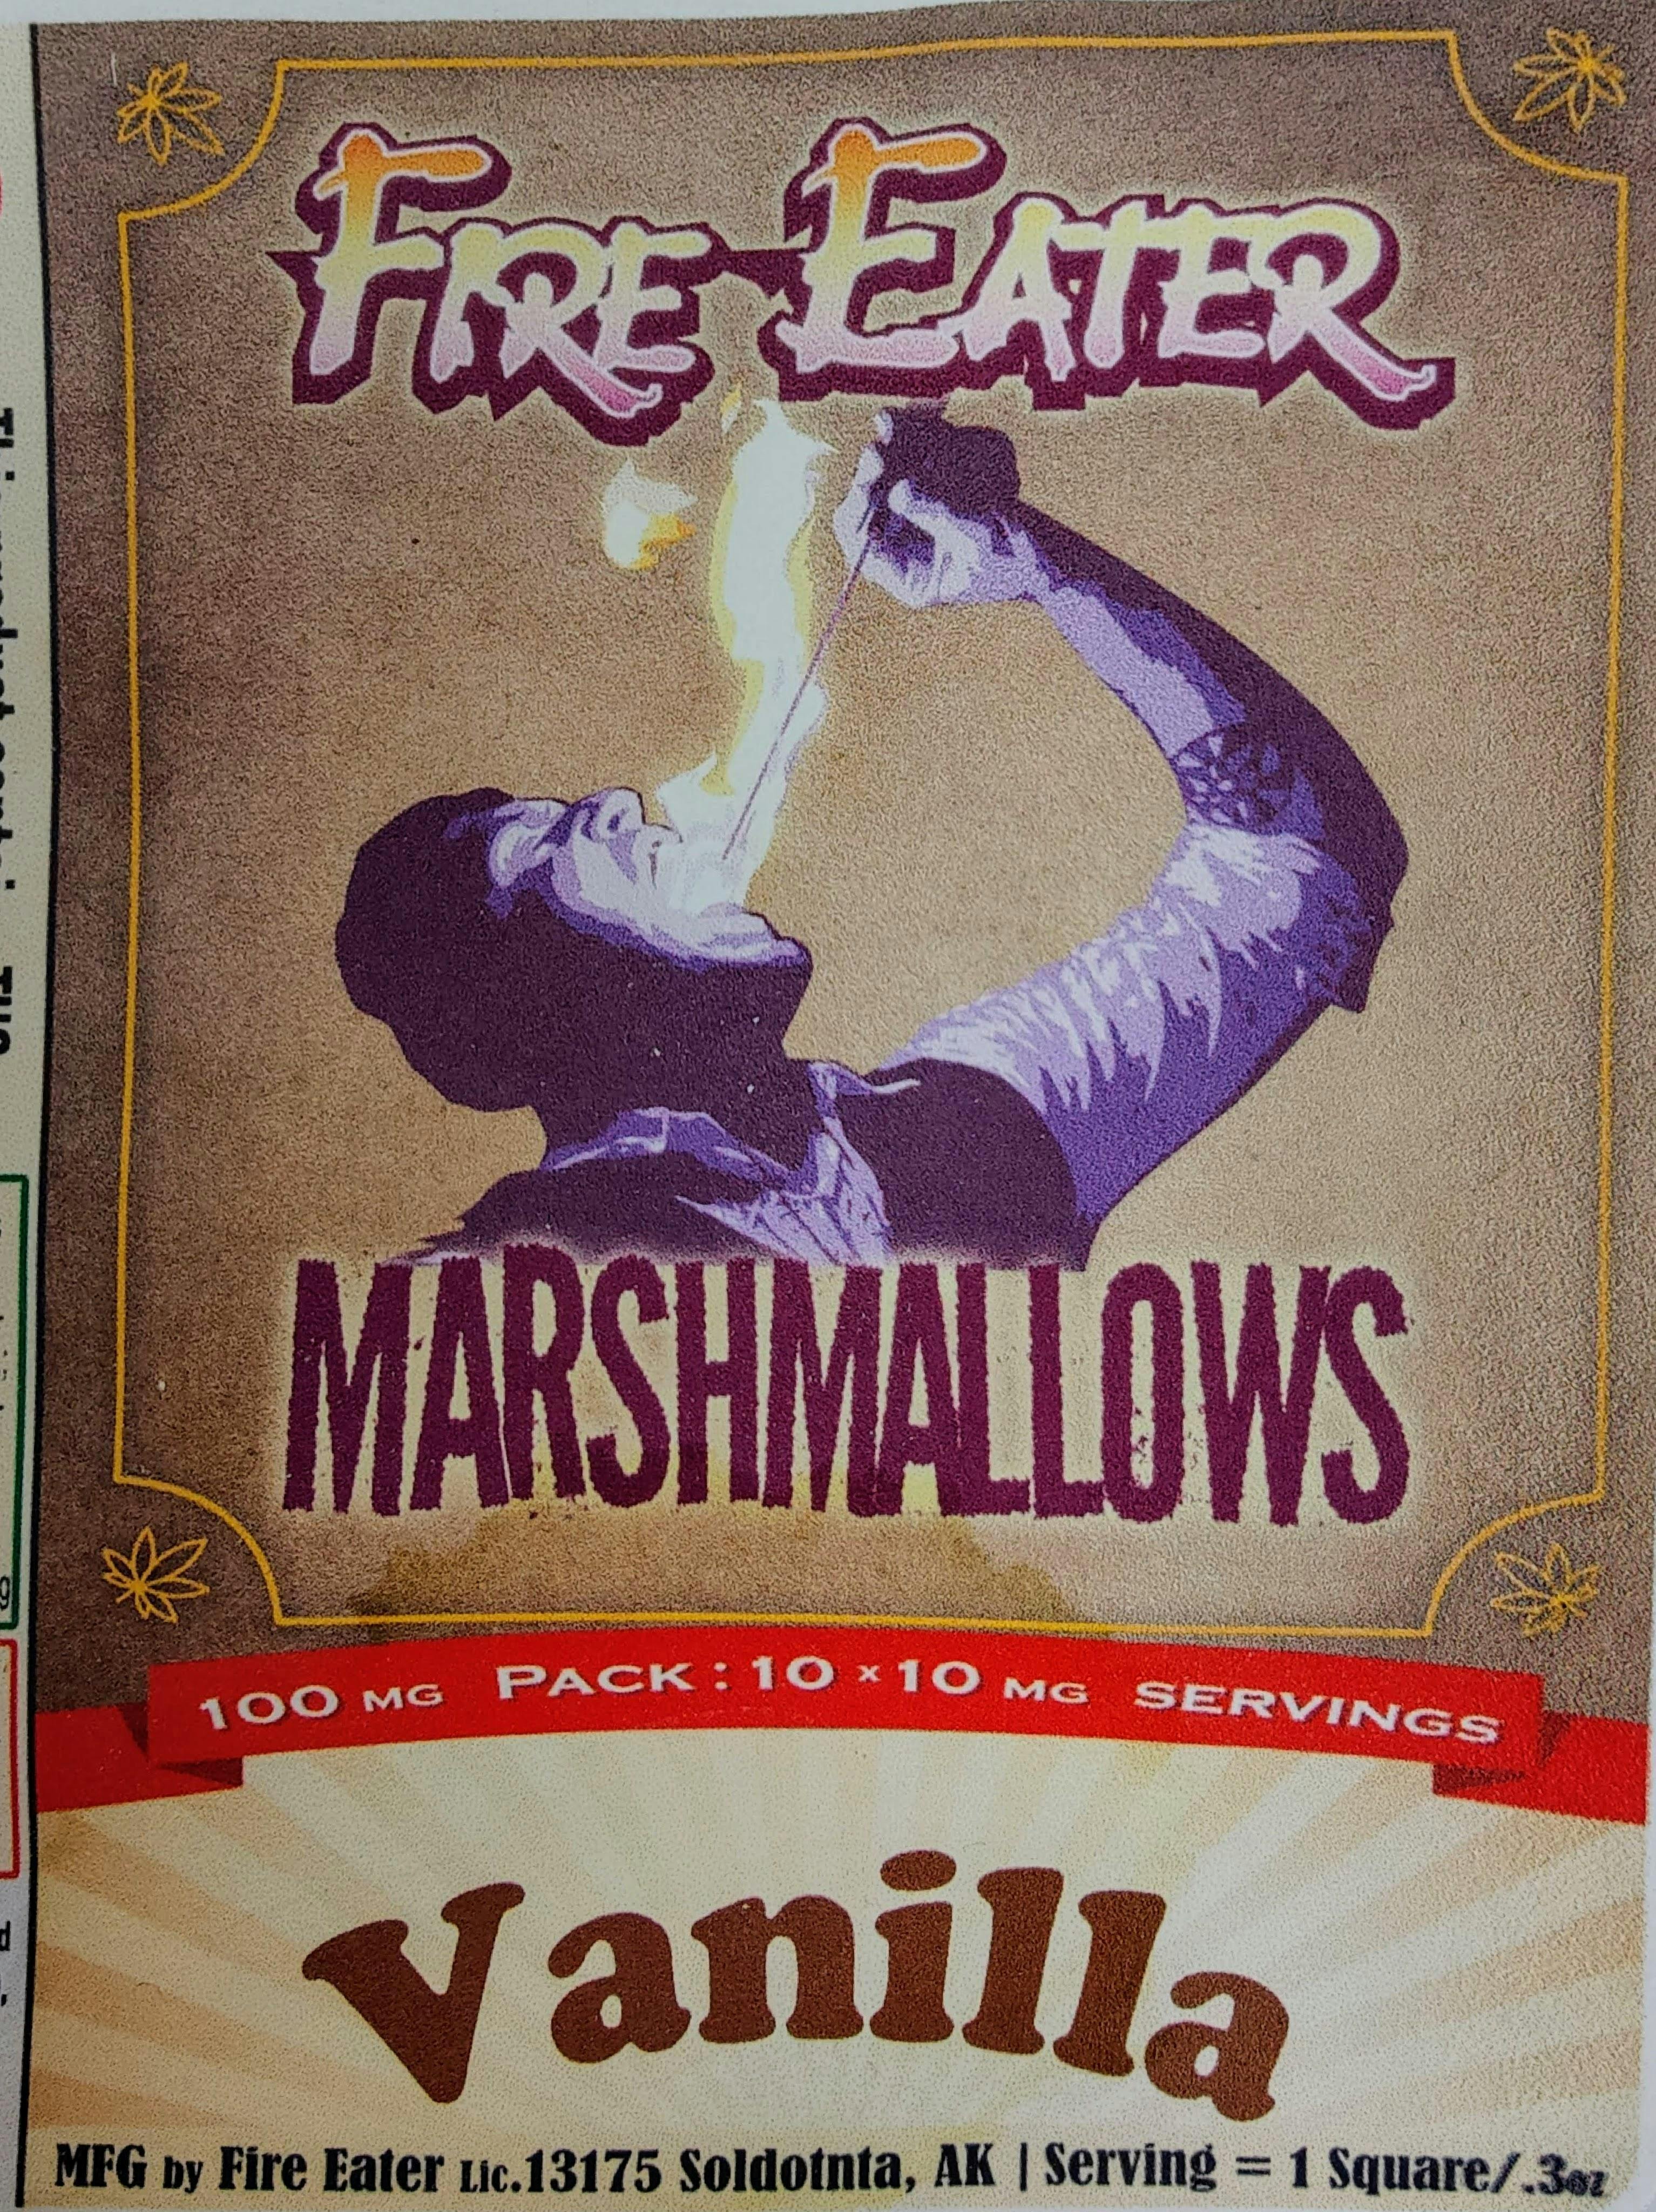 FIRE EATER
MARSHMALLOWS
100 MG PACK: 10 x 10 MG SERVINGS
Vanilla
MFG by Fire Eater Lic.13175 Soldotnta, AK | Serving = 1 Square/.3oz